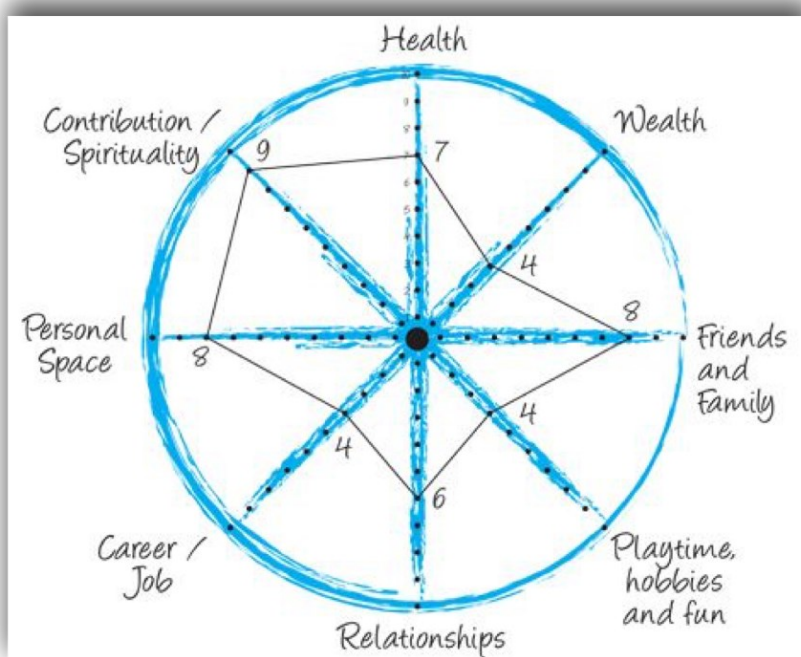 Health
Contribution /
Spirituality
Wealth
9
7
4
Personal
Space
8
8
Friends
and
Family
4
4
6
Career /
Job
Playtime,
hobbies
and fun
Relationships